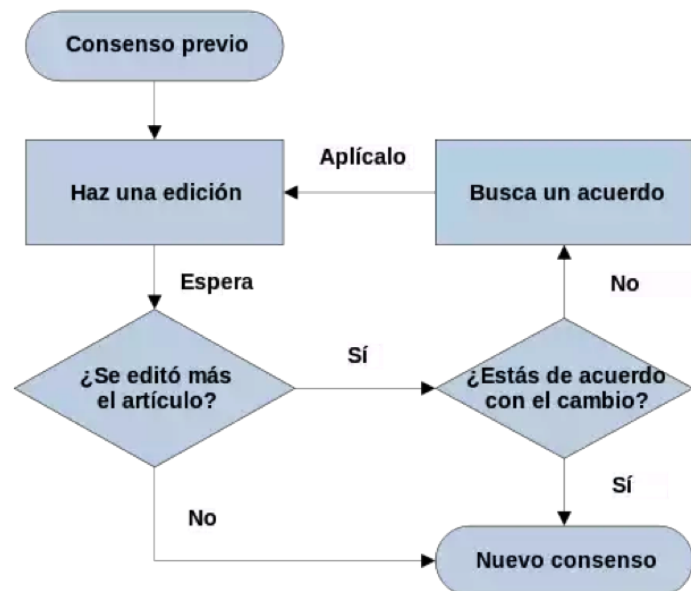 Consenso previo
Aplícalo
Haz una edición
Busca un acuerdo
Espera
No
¿Se editó más
el artículo?
Sí
¿Estás de acuerdo
con el cambio?
Sí
No
Nuevo consenso